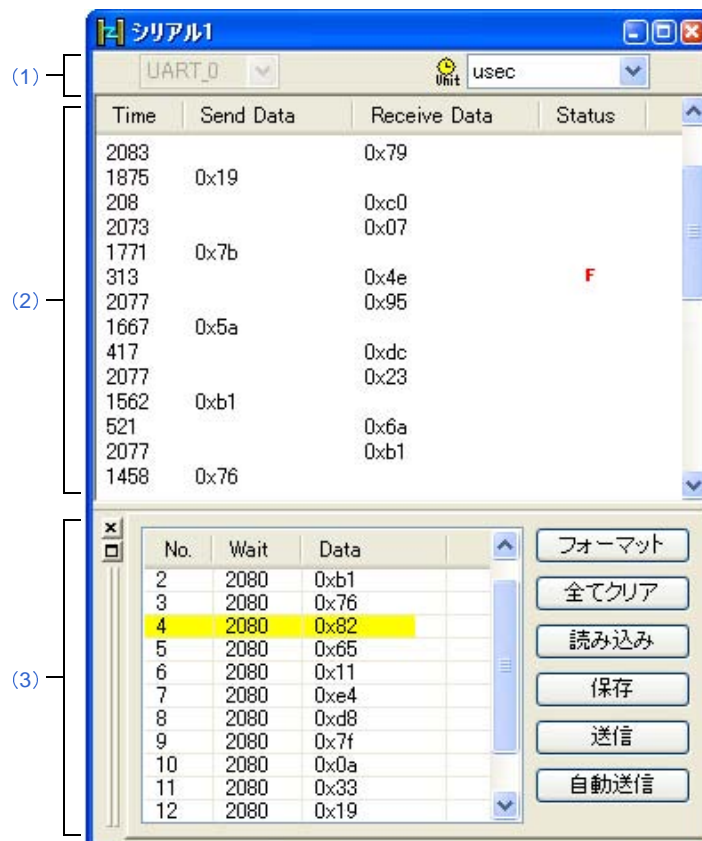 シリアル1
(1)
UART_0 Unit usec
(2)
Time Send Data Receive Data Status
2083 0x79
1875 0x19
208 0xc0
2073 0x07
1771 0x7b
313 0x4e F
2077 0x95
1667 0x5a
417 0xdc
2077 0x23
1562 0xb1
521 0x6a
2077 0xb1
1458 0x76
(3)
No. Wait Data
2 2080 0xb1
3 2080 0x76
4 2080 0x82
5 2080 0x65
6 2080 0x11
7 2080 0xe4
8 2080 0xd8
9 2080 0x7f
10 2080 0x0a
11 2080 0x33
12 2080 0x19
フォーマット
全てクリア
読み込み
保存
送信
自動送信